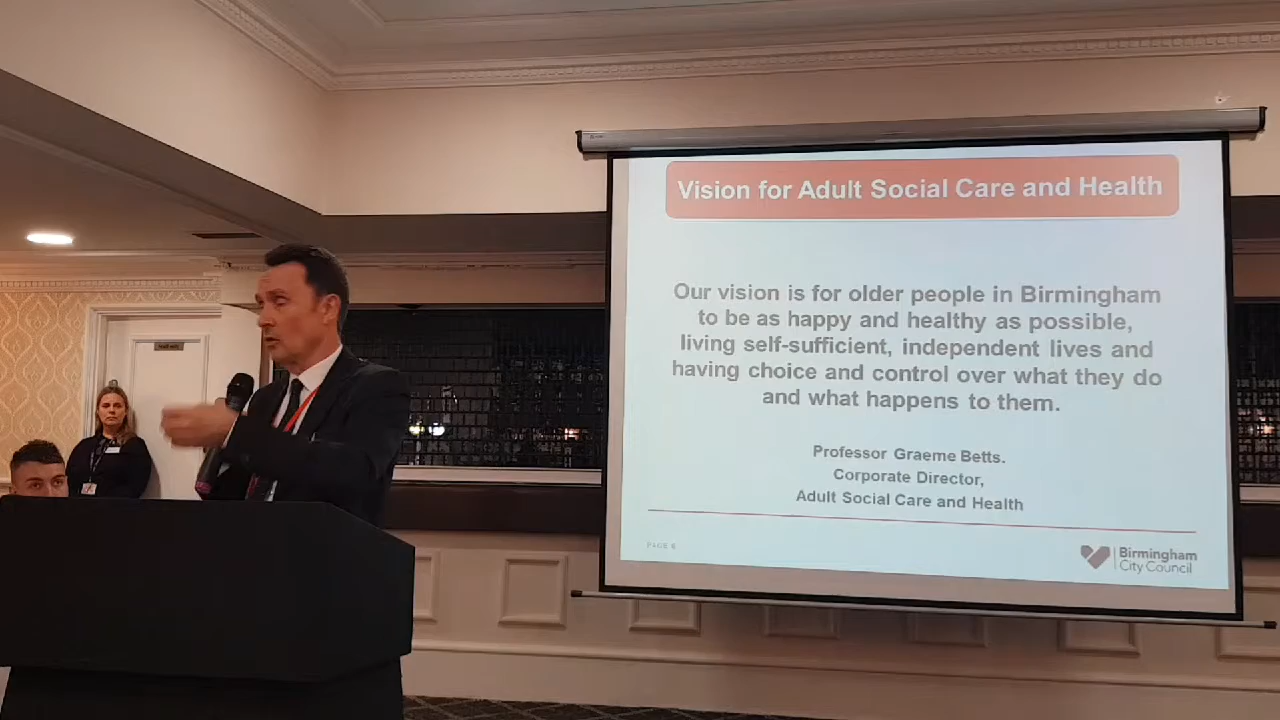 Vision for Adult Social Care and Health
Our vision is for older people in Birmingham
to be as happy and healthy as possible,
living self-sufficient, independent lives and
having choice and control over what they do
and what happens to them.
Professor Graeme Betts.
Corporate Director,
Adult Social Care and Health
Birmingham
City Council